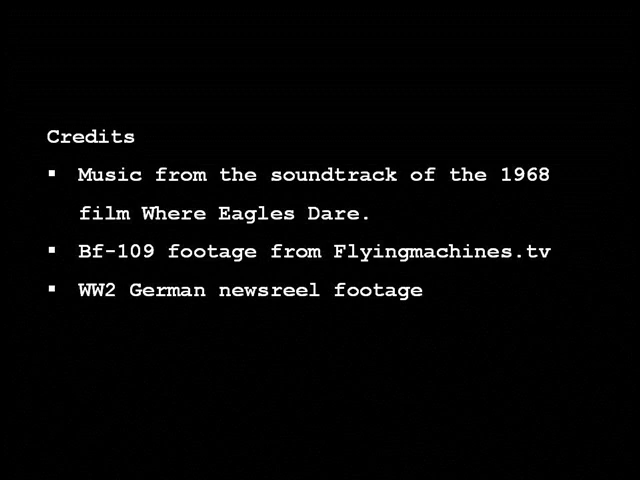 Credits
▪ Music from the soundtrack of the 1968
film Where Eagles Dare.
▪ Bf-109 footage from Flyingmachines.tv
▪ WW2 German newsreel footage